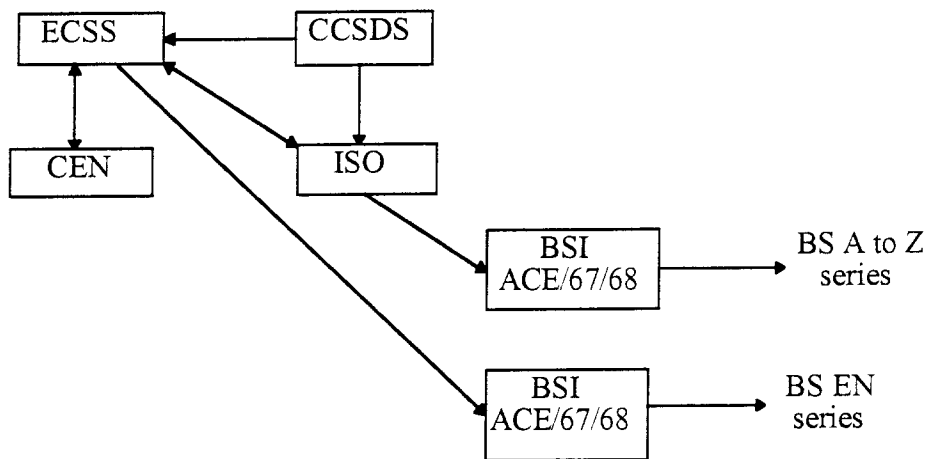 ECSS
CCSDS
CEN
ISO
BSI
ACE/67/68
BS A to Z
series
BSI
ACE/67/68
BS EN
series